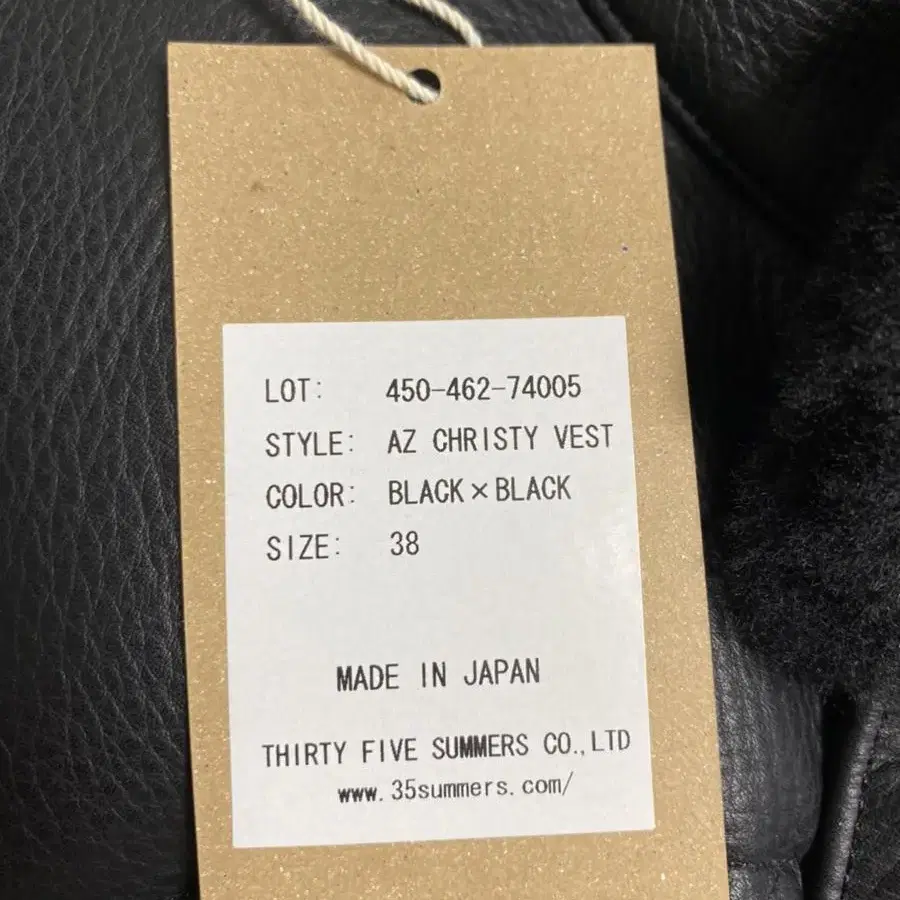 LOT: 450-462-74005
STYLE: AZ CHRISTY VEST
COLOR: BLACK×BLACK
SIZE: 38
MADE IN JAPAN
THIRTY FIVE SUMMERS CO.,LTD
www.35summers.com/